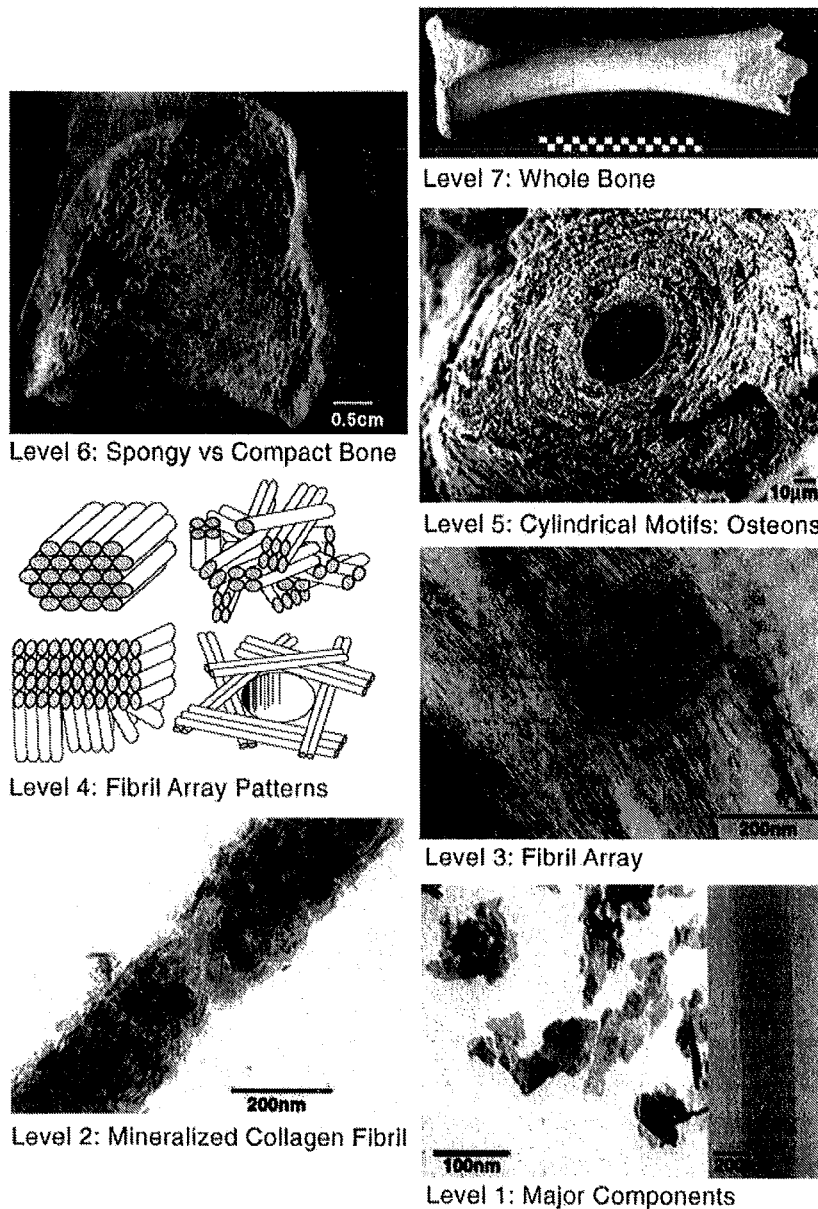 Level 7: Whole Bone
0.5cm
Level 6: Spongy vs Compact Bone
10µm
Level 5: Cylindrical Motifs: Osteons
Level 4: Fibril Array Patterns
200nm
Level 3: Fibril Array
200nm
Level 2: Mineralized Collagen Fibril
100nm
Level 1: Major Components